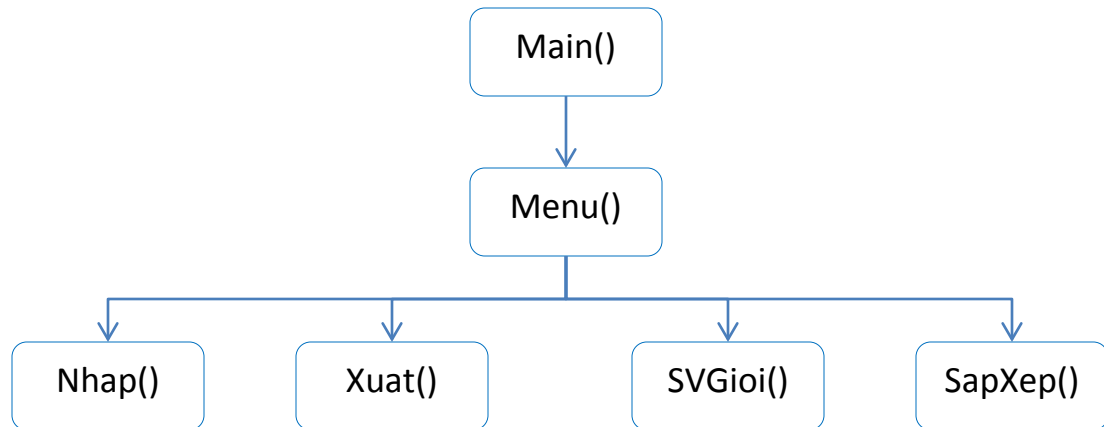 Main()
Menu()
Nhap()
Xuat()
SVGioi()
SapXep()